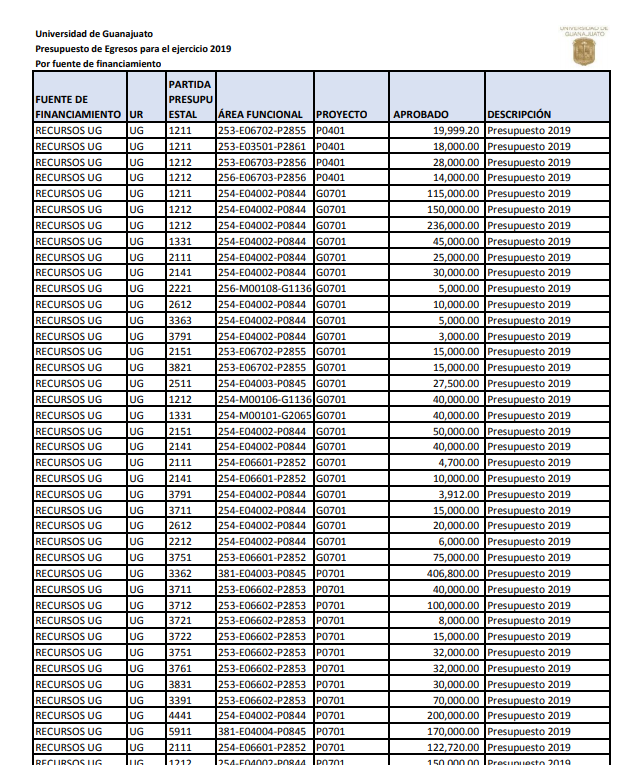 Universidad de Guanajuato
Presupuesto de Egresos para el ejercicio 2019
Por fuente de financiamiento
UNIVERSIDAD DE
GUANAJUATO
FUENTE DE FINANCIAMIENTO UR PARTIDA PRESUPUESTAL ÁREA FUNCIONAL PROYECTO APROBADO DESCRIPCIÓN
RECURSOS UG UG 1211 253-E06702-P2855 P0401 19,999.20 Presupuesto 2019
RECURSOS UG UG 1211 253-E03501-P2861 P0401 18,000.00 Presupuesto 2019
RECURSOS UG UG 1212 253-E06703-P2856 P0401 28,000.00 Presupuesto 2019
RECURSOS UG UG 1212 256-E06703-P2856 P0401 14,000.00 Presupuesto 2019
RECURSOS UG UG 1211 254-E04002-P0844 G0701 115,000.00 Presupuesto 2019
RECURSOS UG UG 1212 254-E04002-P0844 G0701 150,000.00 Presupuesto 2019
RECURSOS UG UG 1212 254-E04002-P0844 G0701 236,000.00 Presupuesto 2019
RECURSOS UG UG 1331 254-E04002-P0844 G0701 45,000.00 Presupuesto 2019
RECURSOS UG UG 2111 254-E04002-P0844 G0701 25,000.00 Presupuesto 2019
RECURSOS UG UG 2141 254-E04002-P0844 G0701 30,000.00 Presupuesto 2019
RECURSOS UG UG 2221 256-M00108-G1136 G0701 5,000.00 Presupuesto 2019
RECURSOS UG UG 2612 254-E04002-P0844 G0701 10,000.00 Presupuesto 2019
RECURSOS UG UG 3363 254-E04002-P0844 G0701 5,000.00 Presupuesto 2019
RECURSOS UG UG 3791 254-E04002-P0844 G0701 3,000.00 Presupuesto 2019
RECURSOS UG UG 2151 253-E06702-P2855 G0701 15,000.00 Presupuesto 2019
RECURSOS UG UG 3821 253-E06702-P2855 G0701 15,000.00 Presupuesto 2019
RECURSOS UG UG 2511 254-E04003-P0845 G0701 27,500.00 Presupuesto 2019
RECURSOS UG UG 1212 254-M00106-G1136 G0701 40,000.00 Presupuesto 2019
RECURSOS UG UG 1331 254-M00101-G2065 G0701 40,000.00 Presupuesto 2019
RECURSOS UG UG 2151 254-E04002-P0844 G0701 50,000.00 Presupuesto 2019
RECURSOS UG UG 2141 254-E04002-P0844 G0701 40,000.00 Presupuesto 2019
RECURSOS UG UG 2111 254-E06601-P2852 G0701 4,700.00 Presupuesto 2019
RECURSOS UG UG 2141 254-E06601-P2852 G0701 10,000.00 Presupuesto 2019
RECURSOS UG UG 3791 254-E04002-P0844 G0701 3,912.00 Presupuesto 2019
RECURSOS UG UG 3711 254-E04002-P0844 G0701 15,000.00 Presupuesto 2019
RECURSOS UG UG 2612 254-E04002-P0844 G0701 20,000.00 Presupuesto 2019
RECURSOS UG UG 2212 254-E04002-P0844 G0701 6,000.00 Presupuesto 2019
RECURSOS UG UG 3751 253-E06601-P2852 G0701 75,000.00 Presupuesto 2019
RECURSOS UG UG 3362 381-E04003-P0845 P0701 406,800.00 Presupuesto 2019
RECURSOS UG UG 3711 253-E06602-P2853 P0701 40,000.00 Presupuesto 2019
RECURSOS UG UG 3712 253-E06602-P2853 P0701 100,000.00 Presupuesto 2019
RECURSOS UG UG 3721 253-E06602-P2853 P0701 8,000.00 Presupuesto 2019
RECURSOS UG UG 3722 253-E06602-P2853 P0701 15,000.00 Presupuesto 2019
RECURSOS UG UG 3751 253-E06602-P2853 P0701 32,000.00 Presupuesto 2019
RECURSOS UG UG 3761 253-E06602-P2853 P0701 32,000.00 Presupuesto 2019
RECURSOS UG UG 3831 253-E06602-P2853 P0701 30,000.00 Presupuesto 2019
RECURSOS UG UG 3391 253-E06602-P2853 P0701 70,000.00 Presupuesto 2019
RECURSOS UG UG 4441 254-E04002-P0844 P0701 200,000.00 Presupuesto 2019
RECURSOS UG UG 5911 381-E04004-P0845 P0701 170,000.00 Presupuesto 2019
RECURSOS UG UG 2111 254-E06601-P2852 P0701 122,720.00 Presupuesto 2019
RECURSOS UG UG 1212 254-E04002-P0844 P0701 150,000.00 Presupuesto 2019